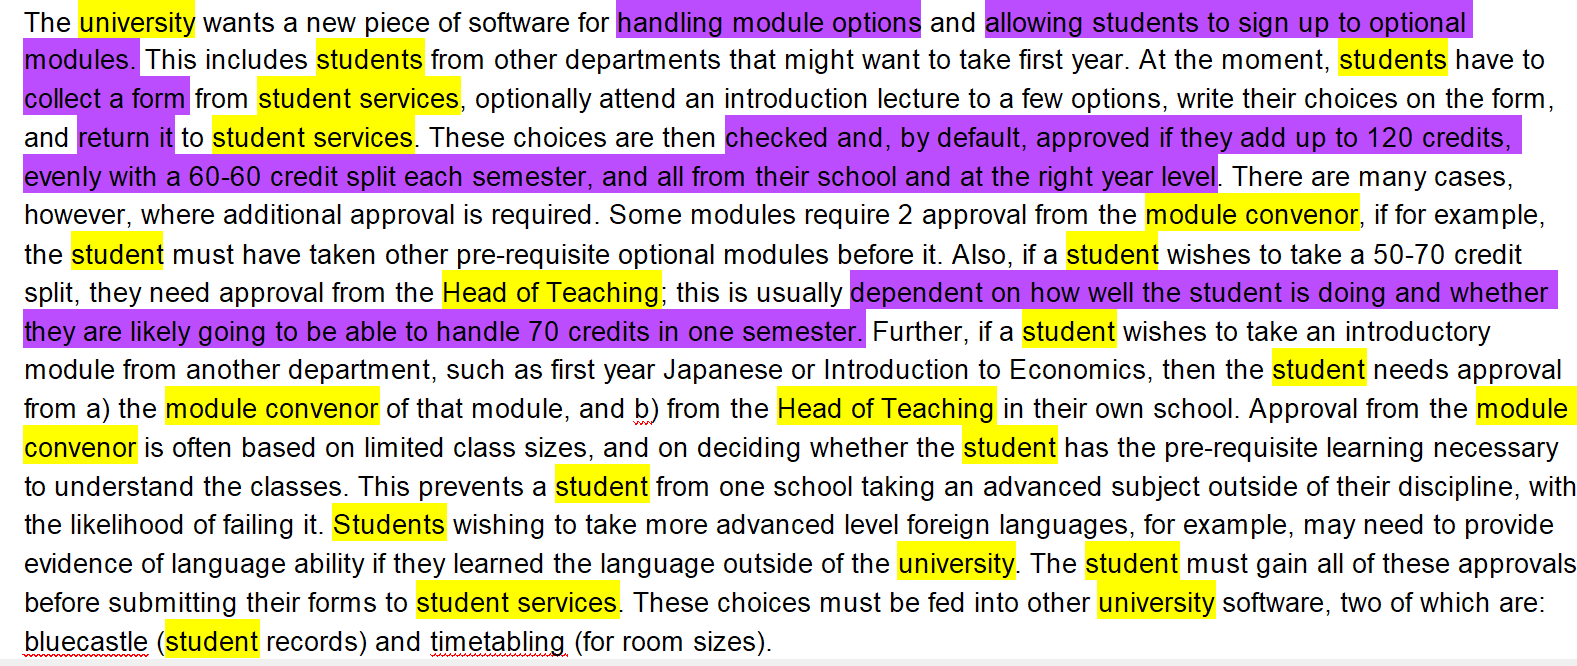 The university wants a new piece of software for handling module options and allowing students to sign up to optional
modules. This includes students from other departments that might want to take first year. At the moment, students have to
collect a form from student services, optionally attend an introduction lecture to a few options, write their choices on the form,
and return it to student services. These choices are then checked and, by default, approved if they add up to 120 credits,
evenly with a 60-60 credit split each semester, and all from their school and at the right year level. There are many cases,
however, where additional approval is required. Some modules require 2 approval from the module convenor, if for example,
the student must have taken other pre-requisite optional modules before it. Also, if a student wishes to take a 50-70 credit
split, they need approval from the Head of Teaching; this is usually dependent on how well the student is doing and whether
they are likely going to be able to handle 70 credits in one semester. Further, if a student wishes to take an introductory
module from another department, such as first year Japanese or Introduction to Economics, then the student needs approval
from a) the module convenor of that module, and b) from the Head of Teaching in their own school. Approval from the module
convenor is often based on limited class sizes, and on deciding whether the student has the pre-requisite learning necessary
to understand the classes. This prevents a student from one school taking an advanced subject outside of their discipline, with
the likelihood of failing it. Students wishing to take more advanced level foreign languages, for example, may need to provide
evidence of language ability if they learned the language outside of the university. The student must gain all of these approvals
before submitting their forms to student services. These choices must be fed into other university software, two of which are:
bluecastle (student records) and timetabling (for room sizes).